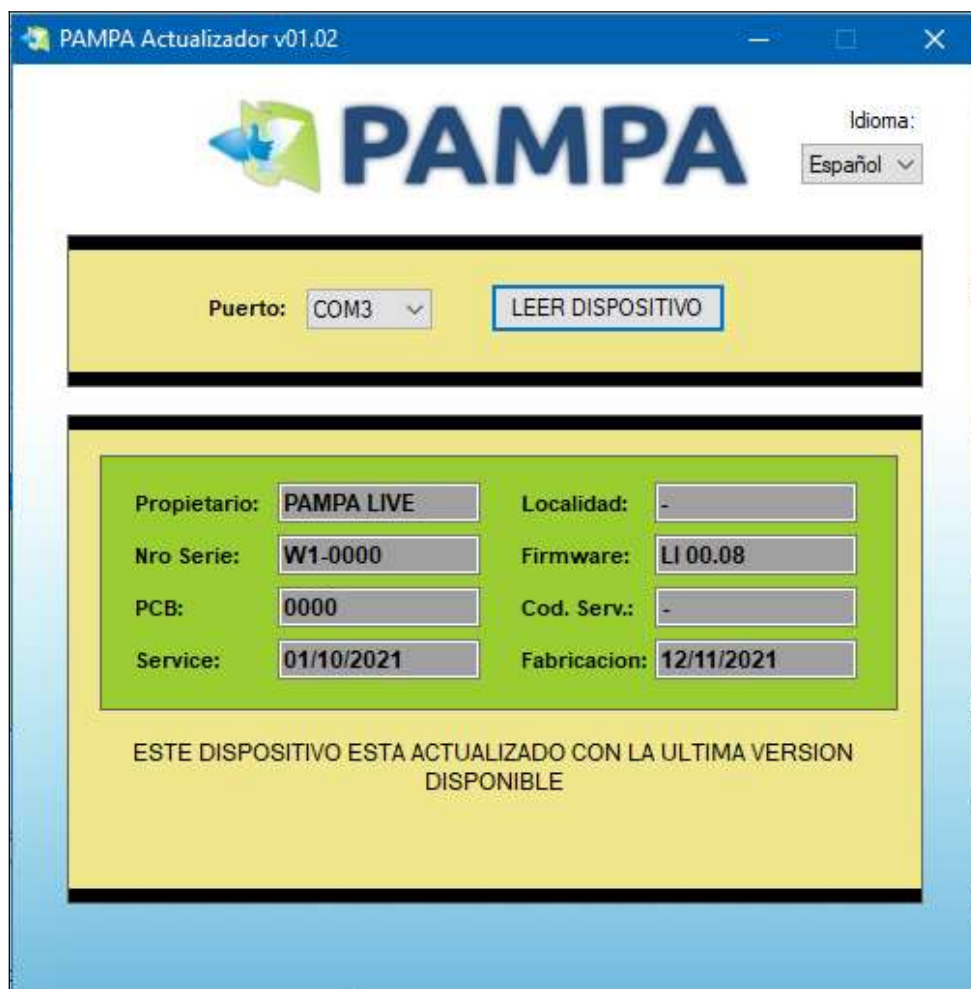 PAMPA Actualizador v01.02
PAMPA
Idioma:
Español
Puerto: COM3 LEER DISPOSITIVO
Propietario: PAMPA LIVE Localidad: -
Nro Serie: W1-0000 Firmware: LI 00.08
PCB: 0000 Cod. Serv.: -
Service: 01/10/2021 Fabricacion: 12/11/2021
ESTE DISPOSITIVO ESTA ACTUALIZADO CON LA ULTIMA VERSION
DISPONIBLE